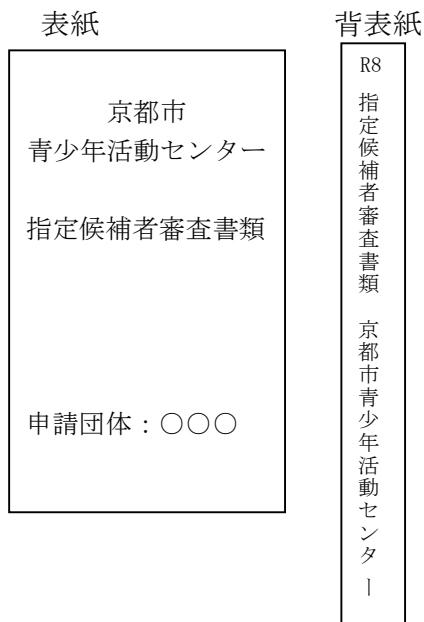 表紙
京都市
青少年活動センター
指定候補者審査書類
申請団体：○○○
背表紙
R8 指定候補者審査書類 京都市青少年活動センター